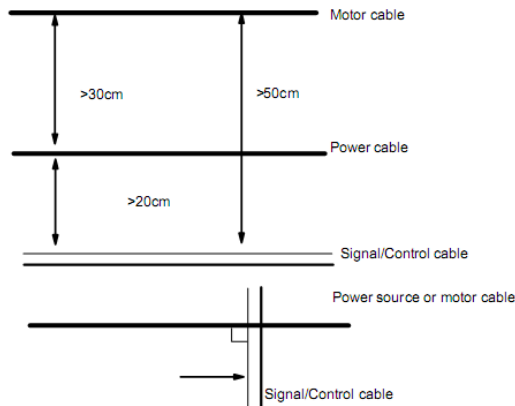 Motor cable
>30cm
>50cm
Power cable
>20cm
Signal/Control cable
Power source or motor cable
Signal/Control cable